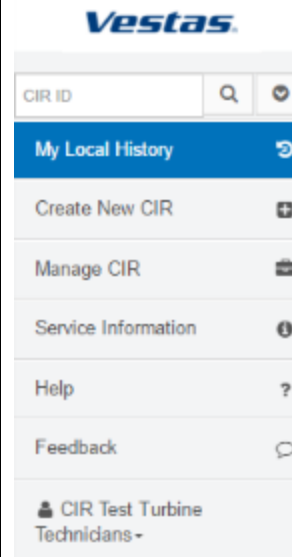 Vestas.
CIR ID
My Local History
Create New CIR
Manage CIR
Service Information
Help
?
Feedback
CIR Test Turbine
Technicians